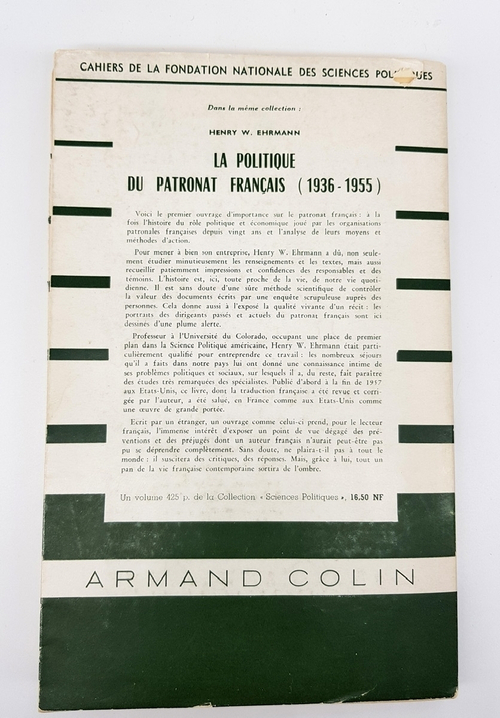 CAHIERS DE LA FONDATION NATIONALE DES SCIENCES POLITIQUES
Dans la même collection :
HENRY W. EHRMANN
LA POLITIQUE
DU PATRONAT FRANÇAIS (1936-1955)
Voici le premier ouvrage d'importance sur le patronat français : à la
fois l'histoire du rôle politique et économique joué par les organisations
patronales françaises depuis vingt ans et l'analyse de leurs moyens et
méthodes d'action.
Pour mener à bien son entreprise, Henry W. Ehrmann a dû, non seule-
ment étudier minutieusement les renseignements et les textes, mais aussi
recueillir patiemment impressions et confidences des responsables et des
témoins. L'histoire est, ici, toute proche de la vie, de notre vie quoti-
dienne. Il est sans doute d'une sûre méthode scientifique de contrôler
la valeur des documents écrits par une enquête scrupuleuse auprès des
personnes. Cela donne aussi à l'exposé la qualité vivante d'un récit : les
portraits des dirigeants passés et actuels du patronat français sont ici
dessinés d'une plume alerte.
Professeur à l'Université du Colorado, occupant une place de premier
plan dans la Science Politique américaine, Henry W. Ehrmann était parti-
culièrement qualifié pour entreprendre ce travail : les nombreux séjours
qu'il a faits dans notre pays lui ont donné une connaissance intime de
ses problèmes politiques et sociaux, sur lesquels il a, du reste, fait paraître
des études très remarquées des spécialistes. Publié d'abord à la fin de 1957
aux Etats-Unis, ce livre, dont la traduction française a été revue et corri-
gée par l'auteur, a été salué, en France comme aux Etats-Unis comme
une œuvre de grande portée.
Ecrit par un étranger, un ouvrage comme celui-ci prend, pour le lecteur
français, l'immense intérêt d'exposer un point de vue dégagé des pré-
ventions et des préjugés dont un auteur français n'aurait peut-être pas
pu se déprendre complètement. Sans doute, ne plaira-t-il pas à tout le
monde : il suscitera des critiques, des réponses. Mais, grâce à lui, tout un
pan de la vie française contemporaine sortira de l'ombre.
Un volume 425 p. de la Collection « Sciences Politiques », 16,50 NF
ARMAND COLIN